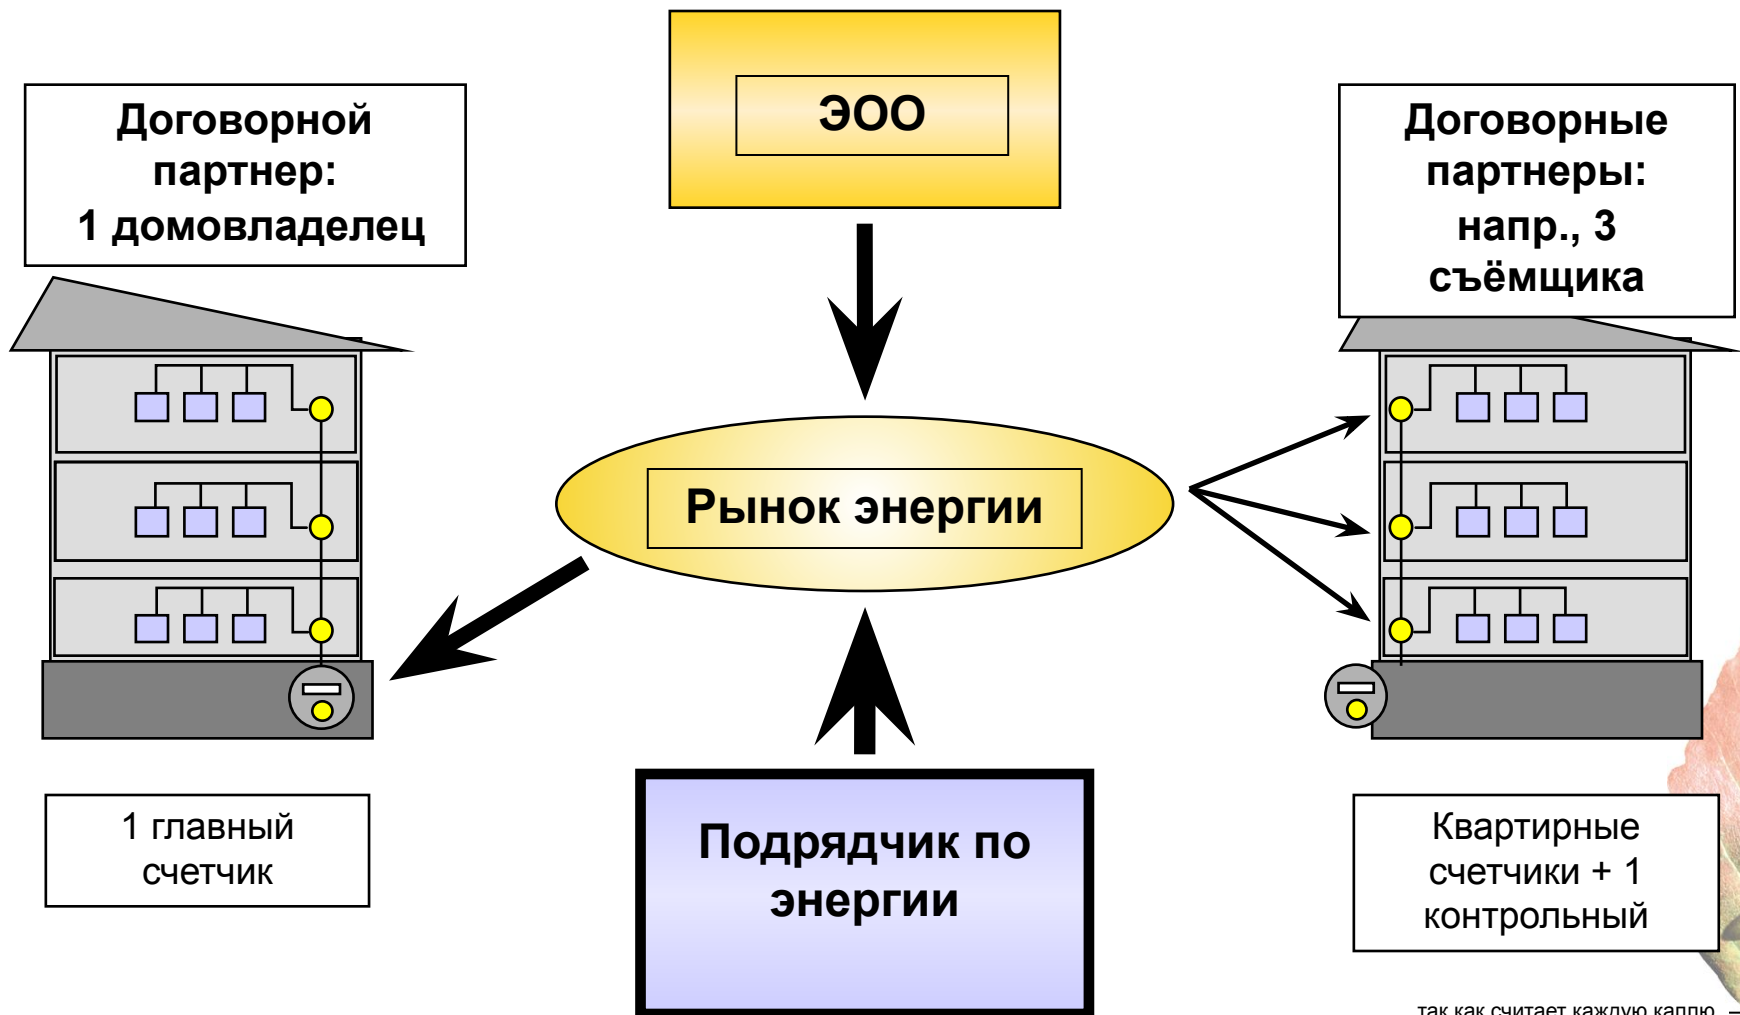 ЭОО
Договорной
партнер:
1 домовладелец
Договорные
партнеры:
напр., 3
съёмщика
Рынок энергии
1 главный
счетчик
Подрядчик по
энергии
Квартирные
счетчики + 1
контрольный
так как считает каждую каплю –